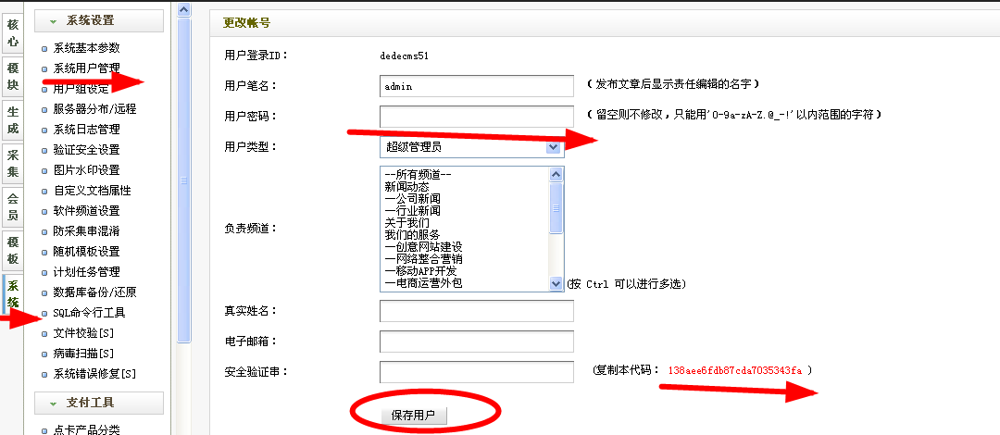 核心
模块
生成
采集
会员
模板
系统
系统设置
系统基本参数
系统用户管理
用户组设定
服务器分布/远程
系统日志管理
验证安全设置
图片水印设置
自定义文档属性
软件频道设置
防采集串混淆
随机模板设置
计划任务管理
数据库备份/还原
SQL命令行工具
文件校验[S]
病毒扫描[S]
系统错误修复[S]
支付工具
点卡产品分类
更改帐号
用户登录ID： dedecms51
用户笔名： admin （发布文章后显示责任编辑的名字）
用户密码： （留空则不修改，只能用'0-9a-zA-Z.@_-!'以内范围的字符）
用户类型： 超级管理员
负责频道：
--所有频道--
新闻动态
—公司新闻
—行业新闻
关于我们
我们的服务
—创意网站建设
—网络整合营销
—移动APP开发
—电商运营外包
(按 Ctrl 可以进行多选)
真实姓名：
电子邮箱：
安全验证串： (复制本代码： 138aee6fdb87cda7035343fa )
保存用户